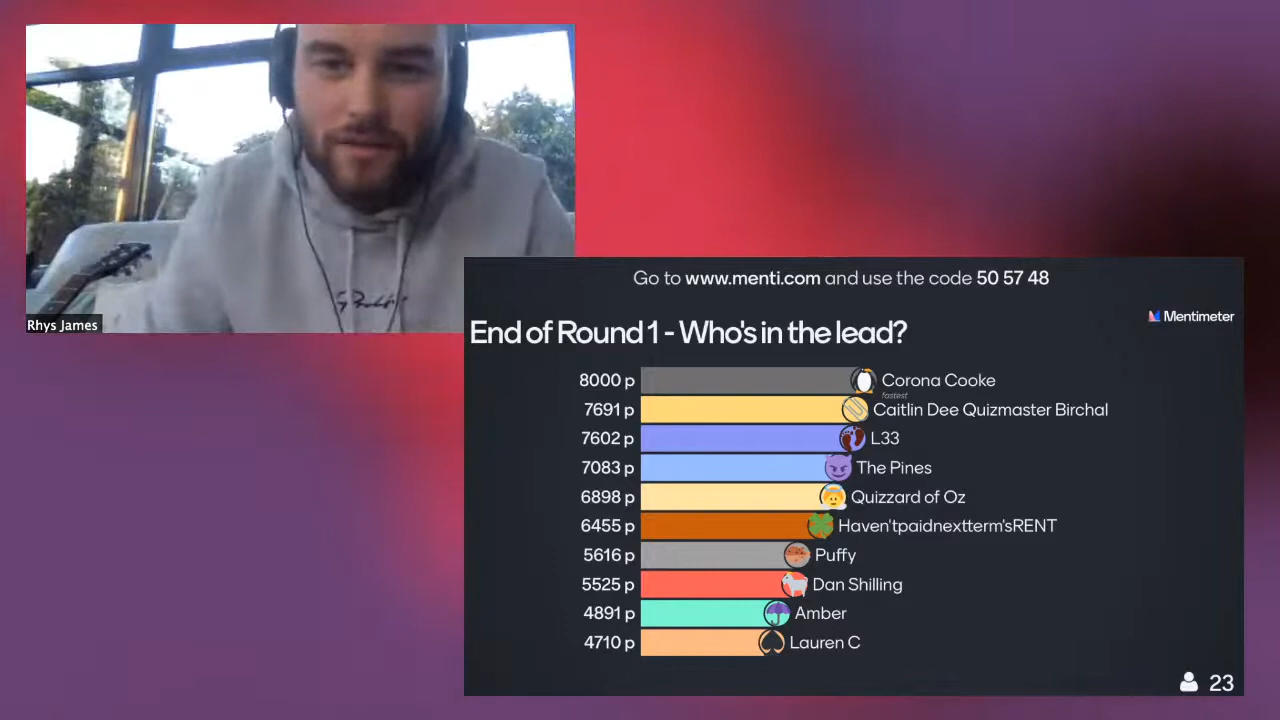 Rhys James
Go to www.menti.com and use the code 50 57 48
Mentimeter
End of Round 1 - Who's in the lead?
8000 p Corona Cooke
fastest
7691 p Caitlin Dee Quizmaster Birchal
7602 p L33
7083 p The Pines
6898 p Quizzard of Oz
6455 p Haven'tpaidnextterm'sRENT
5616 p Puffy
5525 p Dan Shilling
4891 p Amber
4710 p Lauren C
23